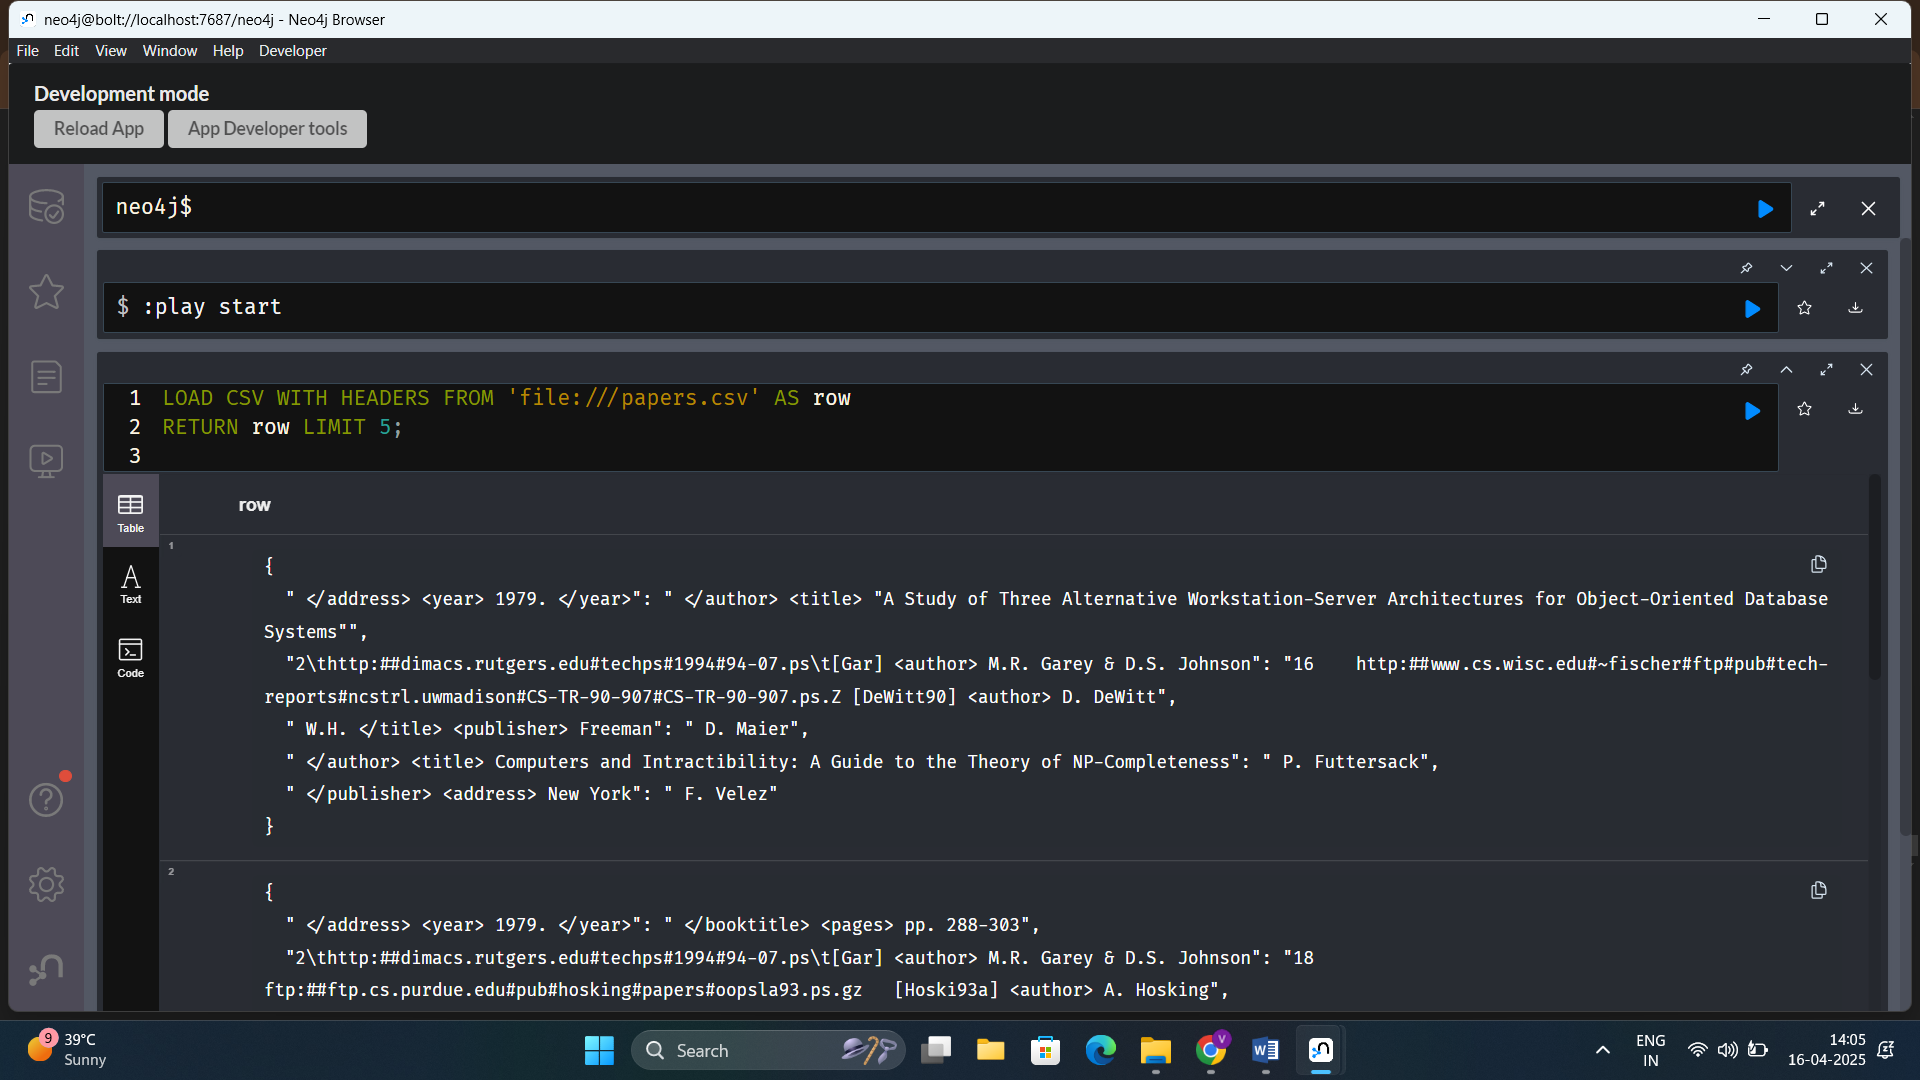 neo4j@bolt://localhost:7687/neo4j - Neo4j Browser
File Edit View Window Help Developer
Development mode
Reload App App Developer tools
neo4j$
$ :play start
1 LOAD CSV WITH HEADERS FROM 'file:///papers.csv' AS row
2 RETURN row LIMIT 5;
3
Table
Text
Code
row
1
{
" </address> <year> 1979. </year>": " </author> <title> "A Study of Three Alternative Workstation-Server Architectures for Object-Oriented Database
Systems"",
"2\thttp:##dimacs.rutgers.edu#techps#1994#94-07.ps\t[Gar] <author> M.R. Garey & D.S. Johnson": "16 http:##www.cs.wisc.edu#~fischer#ftp#pub#tech-
reports#ncstrl.uwmadison#CS-TR-90-907#CS-TR-90-907.ps.Z [DeWitt90] <author> D. DeWitt",
" W.H. </title> <publisher> Freeman": " D. Maier",
" </author> <title> Computers and Intractibility: A Guide to the Theory of NP-Completeness": " P. Futtersack",
" </publisher> <address> New York": " F. Velez"
}
2
{
" </address> <year> 1979. </year>": " </booktitle> <pages> pp. 288-303",
"2\thttp:##dimacs.rutgers.edu#techps#1994#94-07.ps\t[Gar] <author> M.R. Garey & D.S. Johnson": "18
ftp:##ftp.cs.purdue.edu#pub#hosking#papers#oopsla93.ps.gz [Hoski93a] <author> A. Hosking",
9
39°C
Sunny
Search
V
ENG
IN
14:05
16-04-2025